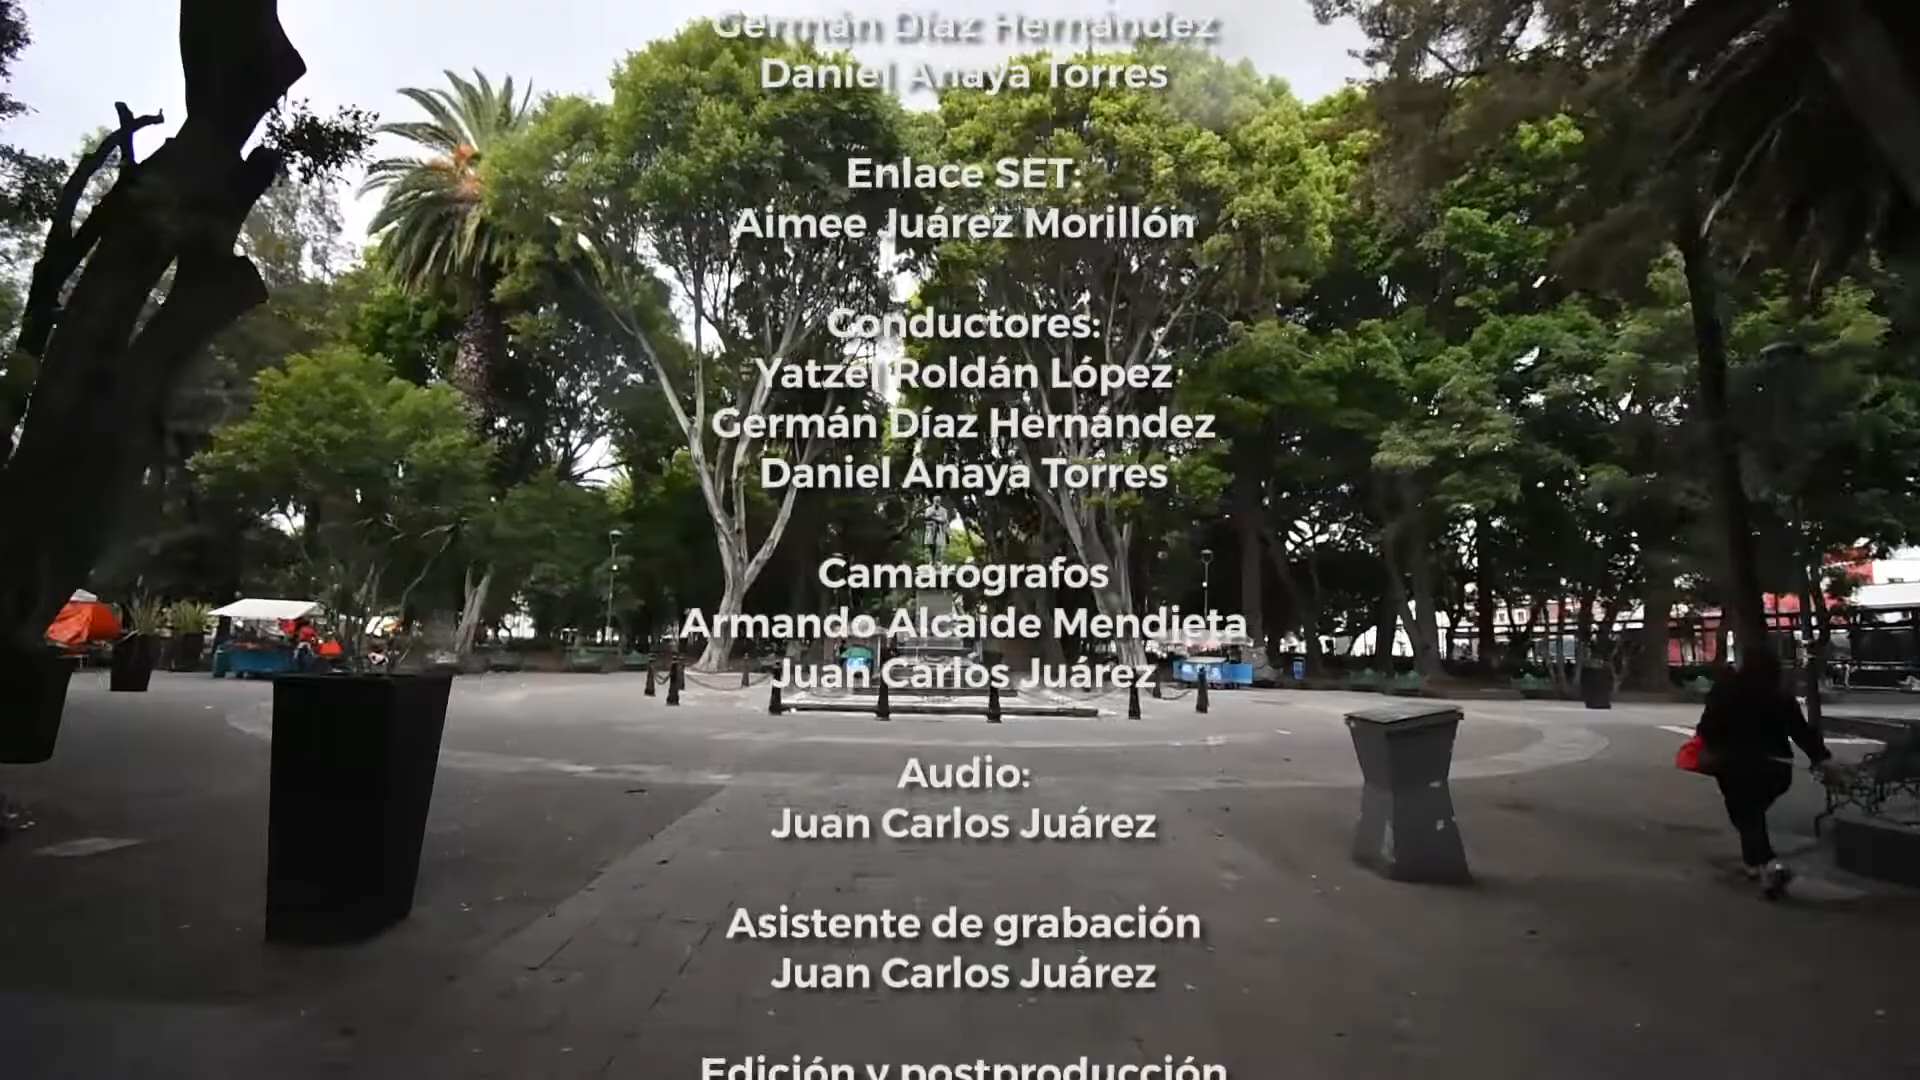 Germán Díaz Hernández
Daniel Anaya Torres
Enlace SET:
Aimee Juárez Morillón
Conductores:
Yatzel Roldán López
Germán Díaz Hernández
Daniel Anaya Torres
Camarografos
Armando Alcaide Mendieta
Juan Carlos Juárez
Audio:
Juan Carlos Juárez
Asistente de grabación
Juan Carlos Juárez
Edición y postproducción